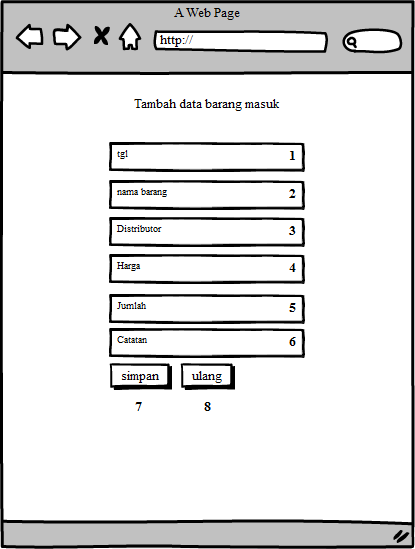 A Web Page
http://
Tambah data barang masuk
tgl 1
nama barang 2
Distributor 3
Harga 4
Jumlah 5
Catatan 6
simpan ulang
7 8